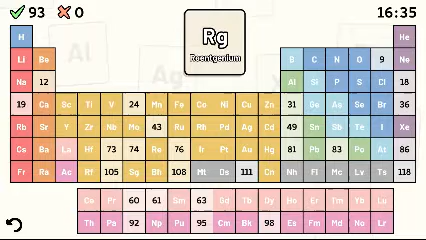 93 0 16:35
Rg
Roentgenium
H He
Li Be B C N O 9 Ne
Na 12 Al Si P S Cl 18
19 Ca Sc Ti V 24 Mn Fe Co Ni Cu Zn 31 Ge As Se Br 36
Rb Sr Y Zr Nb Mo 43 Ru Rh Pd Ag Cd 49 Sn Sb Te I Xe
Cs Ba La Hf 73 74 Re 76 Ir Pt Au Hg 81 Pb 83 Po At 86
Fr Ra Ac Rf 105 Sg Bh 108 Mt Ds 111 Cn Nh Fl Mc Lv Ts 118
Ce Pr 60 61 Sm 63 Gd Tb Dy Ho Er Tm Yb Lu
Th Pa 92 Np Pu 95 Cm Bk Cf 98 Es Fm Md No Lr